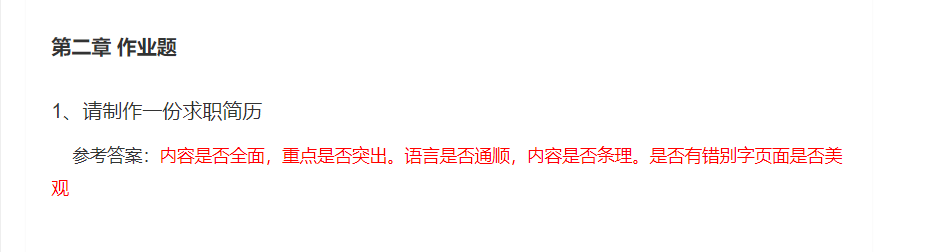 第二章 作业题
1、请制作一份求职简历
参考答案：内容是否全面，重点是否突出。语言是否通顺，内容是否条理。是否有错别字页面是否美
观